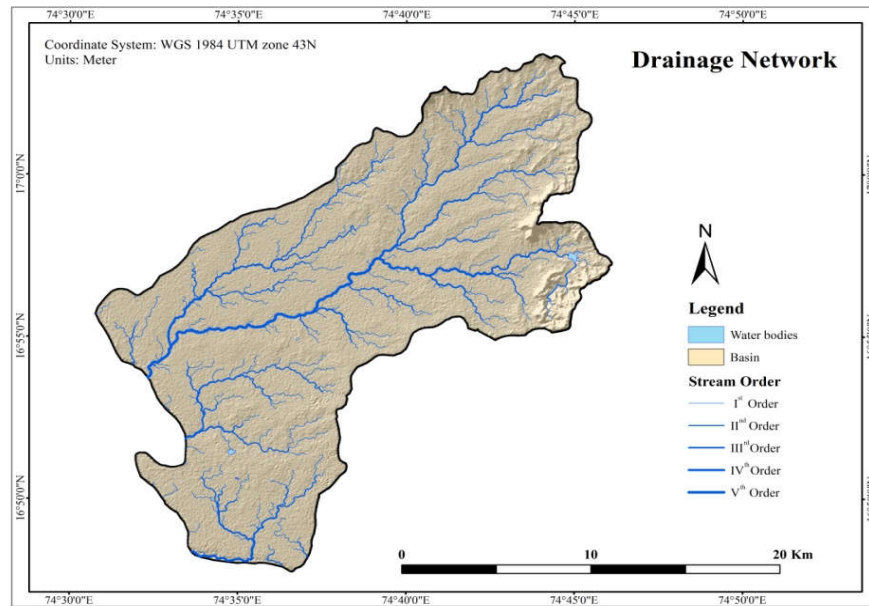 74°30'0"E 74°35'0"E 74°40'0"E 74°45'0"E 74°50'0"E
Coordinate System: WGS 1984 UTM zone 43N
Units: Meter
Drainage Network
17°0'0"N
N
Legend
Water bodies
Basin
Stream Order
Iˢᵗ Order
IIⁿᵈ Order
IIIʳᵈ Order
IVᵗʰ Order
Vᵗʰ Order
16°55'0"N
16°50'0"N
0 10 20 Km
74°30'0"E 74°35'0"E 74°40'0"E 74°45'0"E 74°50'0"E